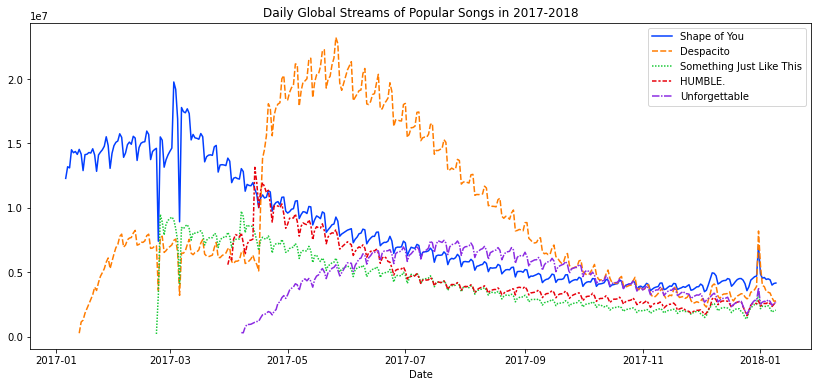 Daily Global Streams of Popular Songs in 2017-2018
1e7
Shape of You
Despacito
Something Just Like This
HUMBLE.
Unforgettable
2.0
1.5
1.0
0.5
0.0
2017-01 2017-03 2017-05 2017-07 2017-09 2017-11 2018-01
Date